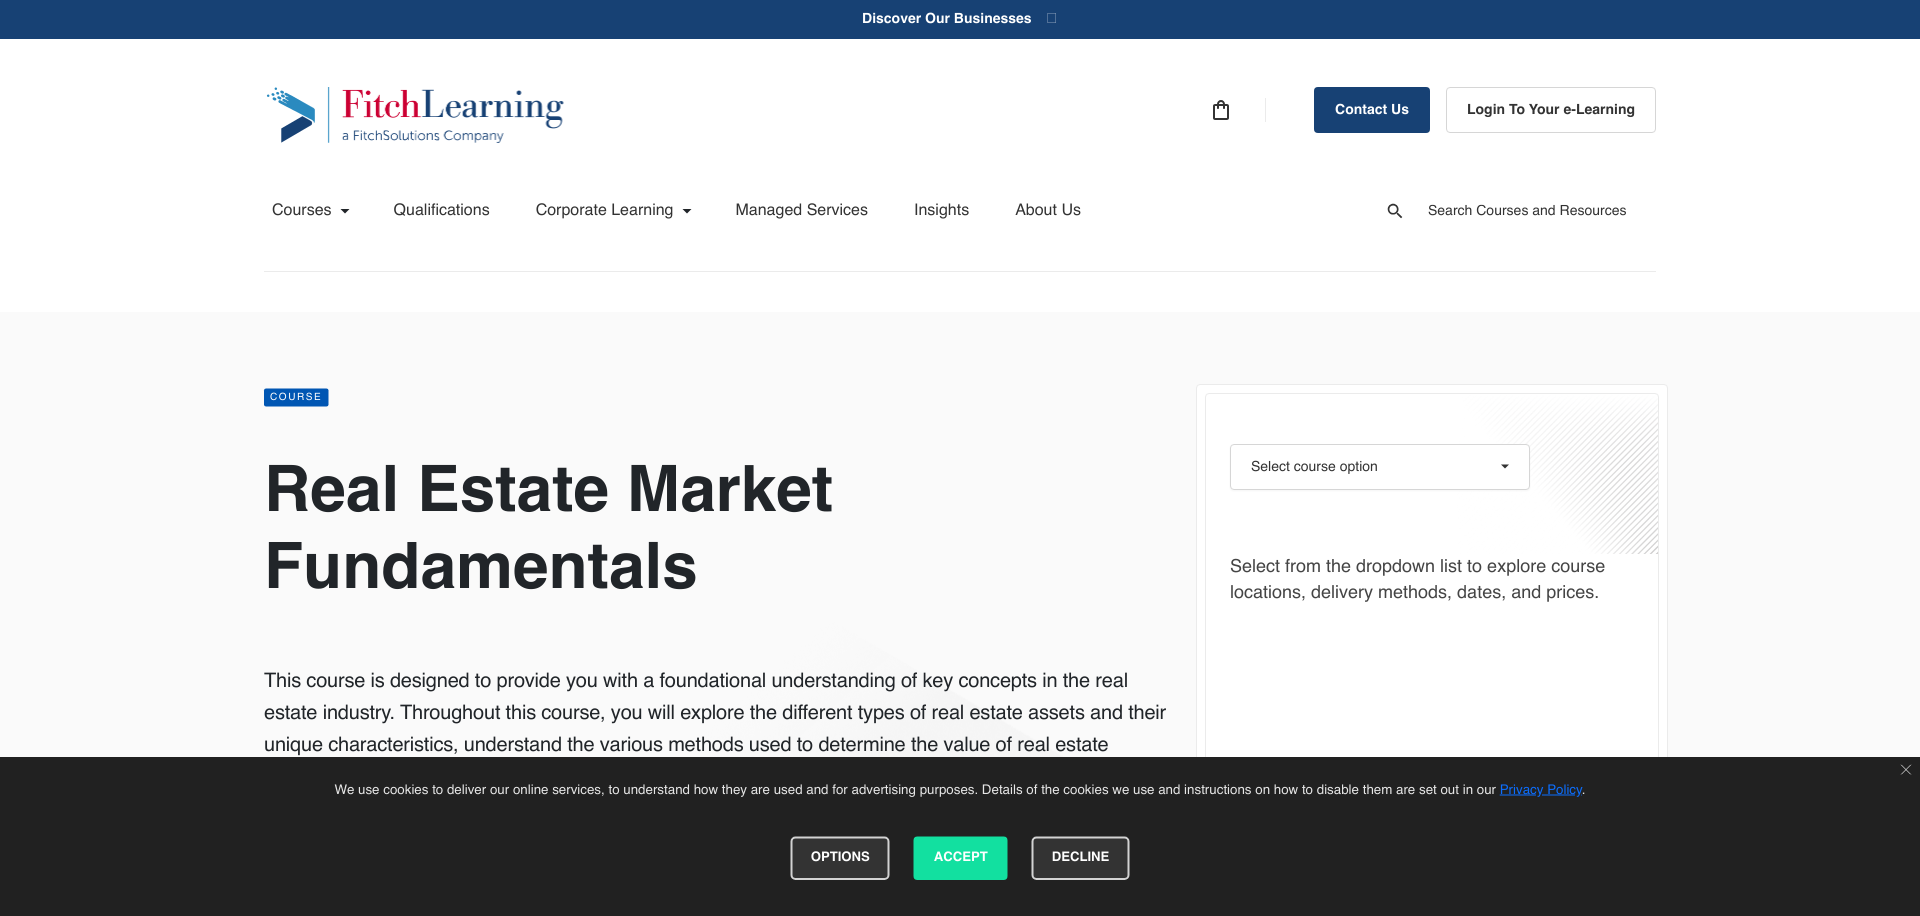 Discover Our Businesses
FitchLearning
a FitchSolutions Company
Contact Us
Login To Your e-Learning
Courses
Qualifications
Corporate Learning
Managed Services
Insights
About Us
Search Courses and Resources
COURSE
Real Estate Market
Fundamentals
This course is designed to provide you with a foundational understanding of key concepts in the real
estate industry. Throughout this course, you will explore the different types of real estate assets and their
unique characteristics, understand the various methods used to determine the value of real estate
Select course option
Select from the dropdown list to explore course
locations, delivery methods, dates, and prices.
We use cookies to deliver our online services, to understand how they are used and for advertising purposes. Details of the cookies we use and instructions on how to disable them are set out in our Privacy Policy.
OPTIONS
ACCEPT
DECLINE